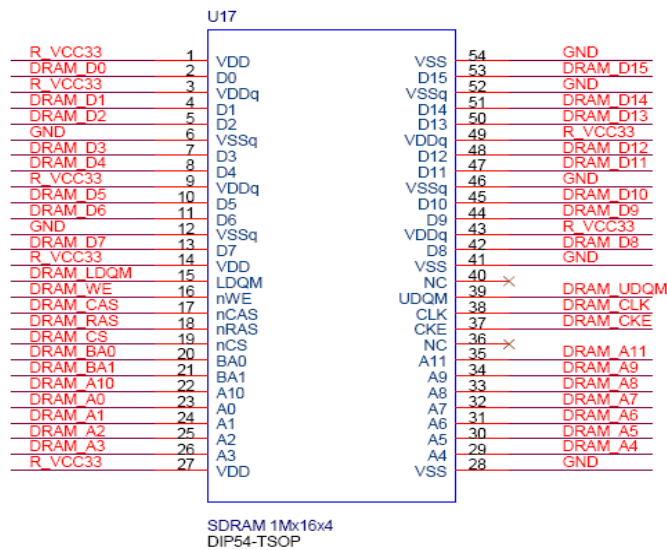 U17
R_VCC33 1 VDD VSS 54 GND
DRAM_D0 2 D0 D15 53 DRAM_D15
R_VCC33 3 VDDq VSSq 52 GND
DRAM_D1 4 D1 D14 51 DRAM_D14
DRAM_D2 5 D2 D13 50 DRAM_D13
GND 6 VSSq VDDq 49 R_VCC33
DRAM_D3 7 D3 D12 48 DRAM_D12
DRAM_D4 8 D4 D11 47 DRAM_D11
R_VCC33 9 VDDq VSSq 46 GND
DRAM_D5 10 D5 D10 45 DRAM_D10
DRAM_D6 11 D6 D9 44 DRAM_D9
GND 12 VSSq VDDq 43 R_VCC33
DRAM_D7 13 D7 D8 42 DRAM_D8
R_VCC33 14 VDD VSS 41 GND
DRAM_LDQM 15 LDQM NC 40
DRAM_WE 16 nWE UDQM 39 DRAM_UDQM
DRAM_CAS 17 nCAS CLK 38 DRAM_CLK
DRAM_RAS 18 nRAS CKE 37 DRAM_CKE
DRAM_CS 19 nCS NC 36
DRAM_BA0 20 BA0 A11 35 DRAM_A11
DRAM_BA1 21 BA1 A9 34 DRAM_A9
DRAM_A10 22 A10 A8 33 DRAM_A8
DRAM_A0 23 A0 A7 32 DRAM_A7
DRAM_A1 24 A1 A6 31 DRAM_A6
DRAM_A2 25 A2 A5 30 DRAM_A5
DRAM_A3 26 A3 A4 29 DRAM_A4
R_VCC33 27 VDD VSS 28 GND
SDRAM 1Mx16x4
DIP54-TSOP